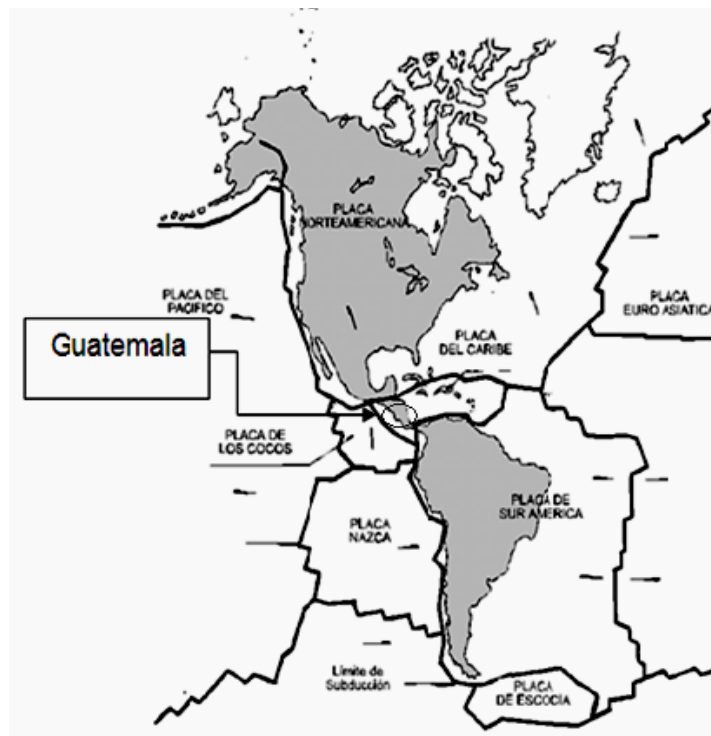 PLACA
NORTEAMERICANA
PLACA DEL
PACIFICO
PLACA
EURO ASIATICA
Guatemala
PLACA
DEL CARIBE
PLACA DE
LOS COCOS
PLACA DE
SUR AMERICA
PLACA
NAZCA
Límite de
Subducción
PLACA
DE ESCOCIA